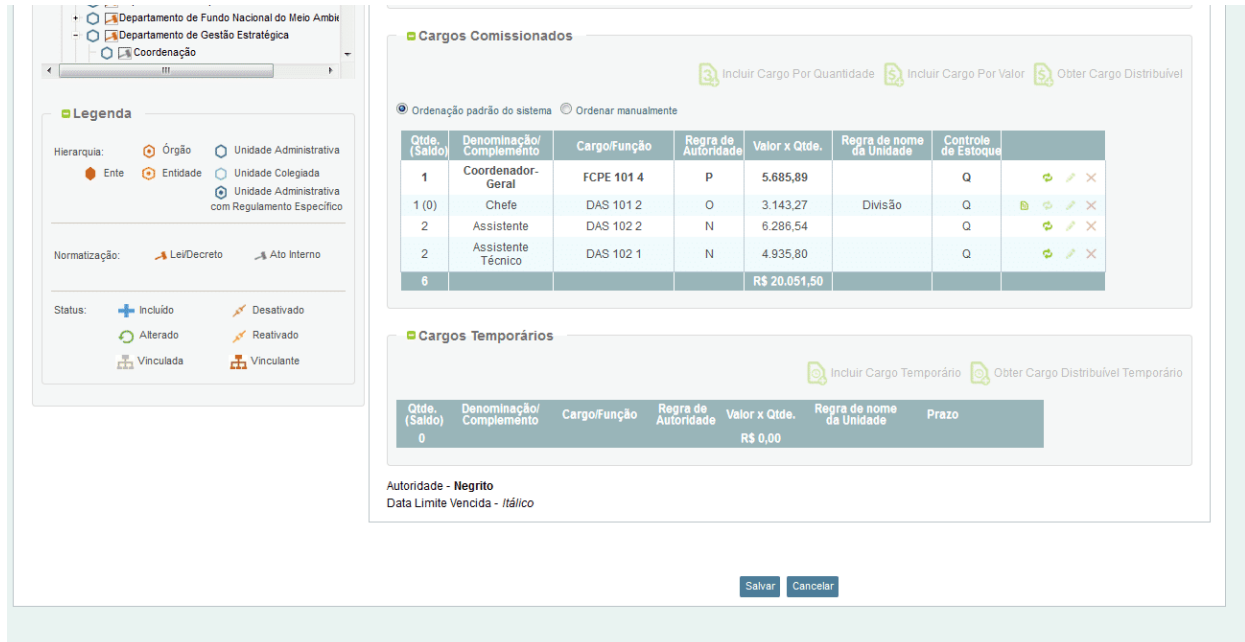 Departamento de Fundo Nacional do Meio Ambie
Departamento de Gestão Estratégica
Coordenação
Legenda
Hierarquia:
Órgão
Unidade Administrativa
Ente
Entidade
Unidade Colegiada
Unidade Administrativa
com Regulamento Específico
Normatização:
Lei/Decreto
Ato Interno
Status:
Incluído
Desativado
Alterado
Reativado
Vinculada
Vinculante
Cargos Comissionados
Incluir Cargo Por Quantidade Incluir Cargo Por Valor Obter Cargo Distribuível
Ordenação padrão do sistema Ordenar manualmente
Qtde. (Saldo) Denominação/ Complemento Cargo/Função Regra de Autoridade Valor x Qtde. Regra de nome da Unidade Controle de Estoque
1 Coordenador-Geral FCPE 101 4 P 5.685,89 Q
1 (0) Chefe DAS 101 2 O 3.143,27 Divisão Q
2 Assistente DAS 102 2 N 6.286,54 Q
2 Assistente Técnico DAS 102 1 N 4.935,80 Q
6 R$ 20.051,50
Cargos Temporários
Incluir Cargo Temporário Obter Cargo Distribuível Temporário
Qtde. (Saldo) Denominação/ Complemento Cargo/Função Regra de Autoridade Valor x Qtde. Regra de nome da Unidade Prazo
0 R$ 0,00
Autoridade - Negrito
Data Limite Vencida - Itálico
Salvar Cancelar